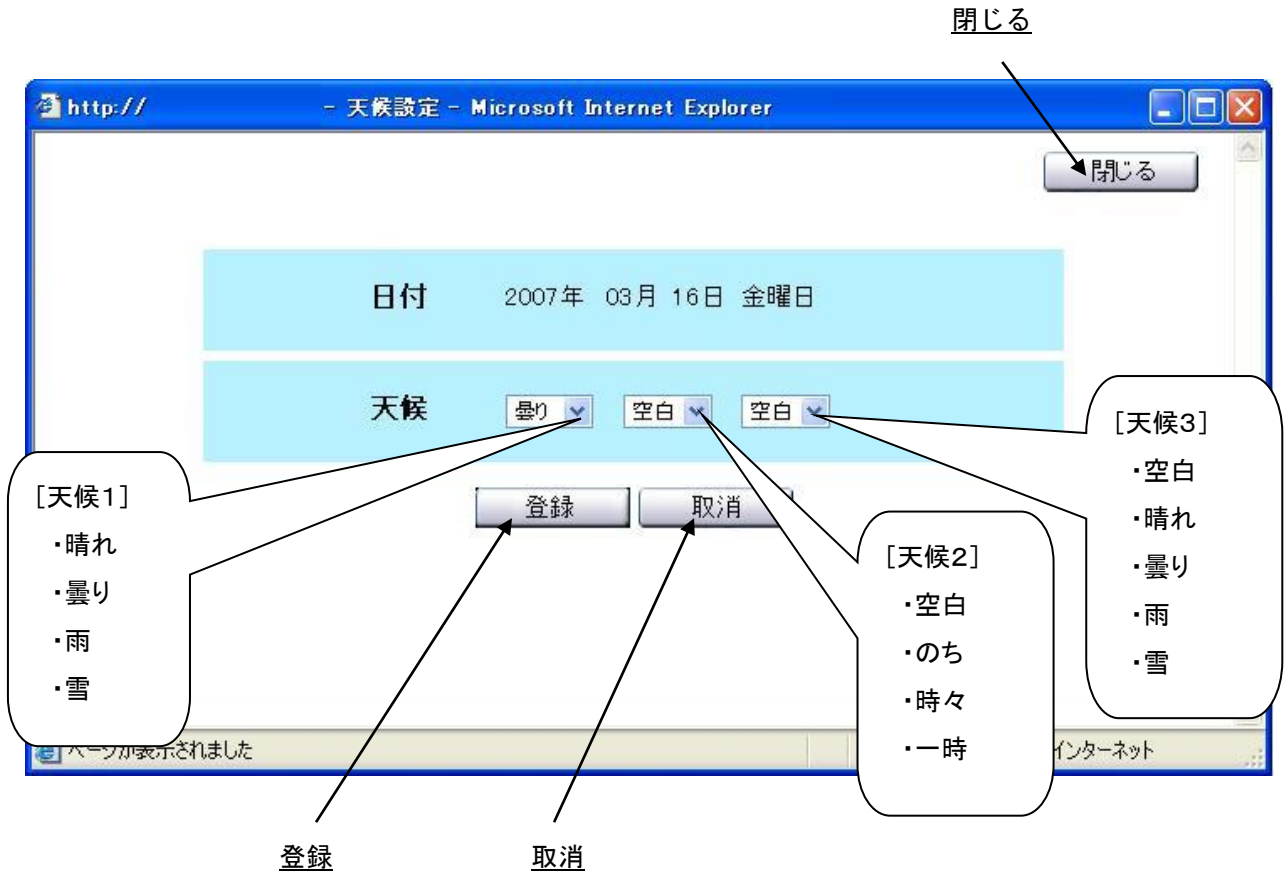 閉じる
http:// - 天候設定 - Microsoft Internet Explorer
閉じる
日付 2007年 03月 16日 金曜日
天候 曇り 空白 空白
[天候1]
・晴れ
・曇り
・雨
・雪
登録 取消
[天候2]
・空白
・のち
・時々
・一時
[天候3]
・空白
・晴れ
・曇り
・雨
・雪
ページが表示されました
インターネット
登録 取消